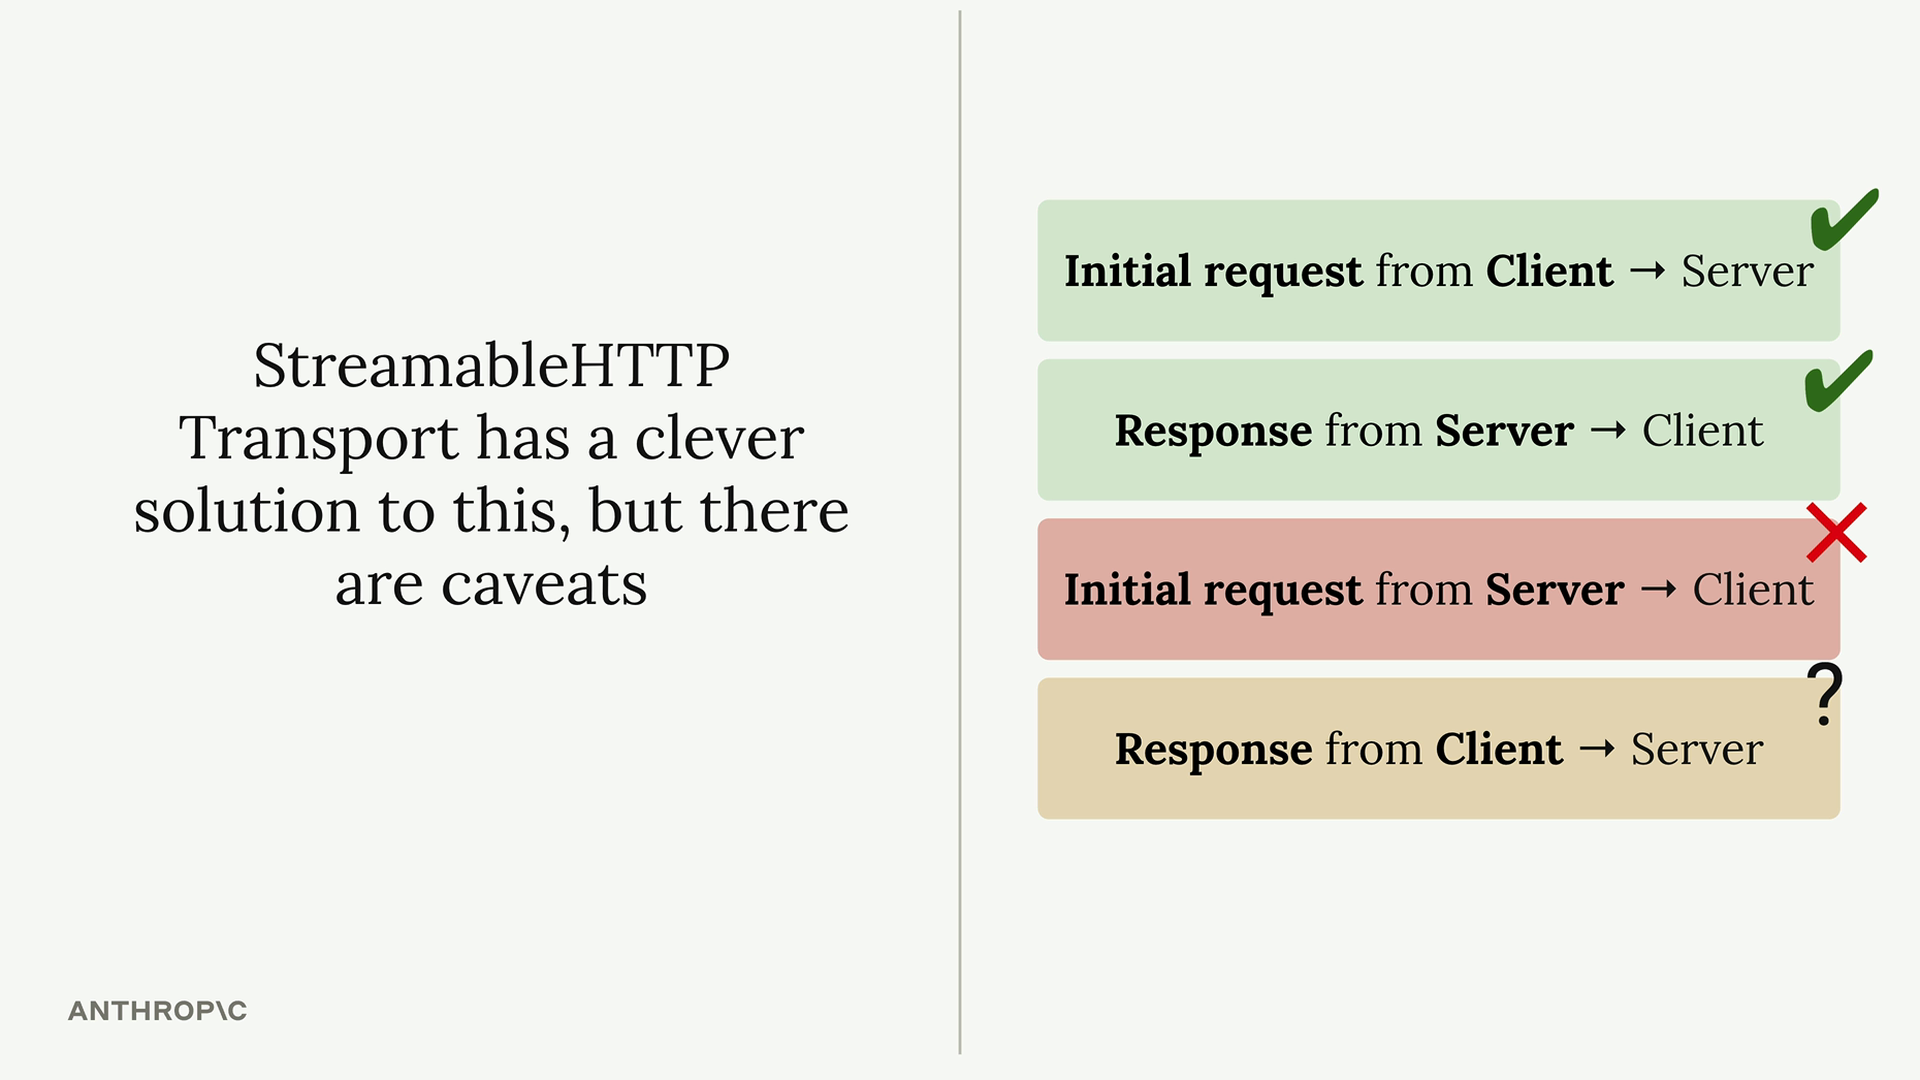 StreamableHTTP
Transport has a clever
solution to this, but there
are caveats
Initial request from Client → Server
Response from Server → Client
Initial request from Server → Client
?
Response from Client → Server
ANTHROP\C